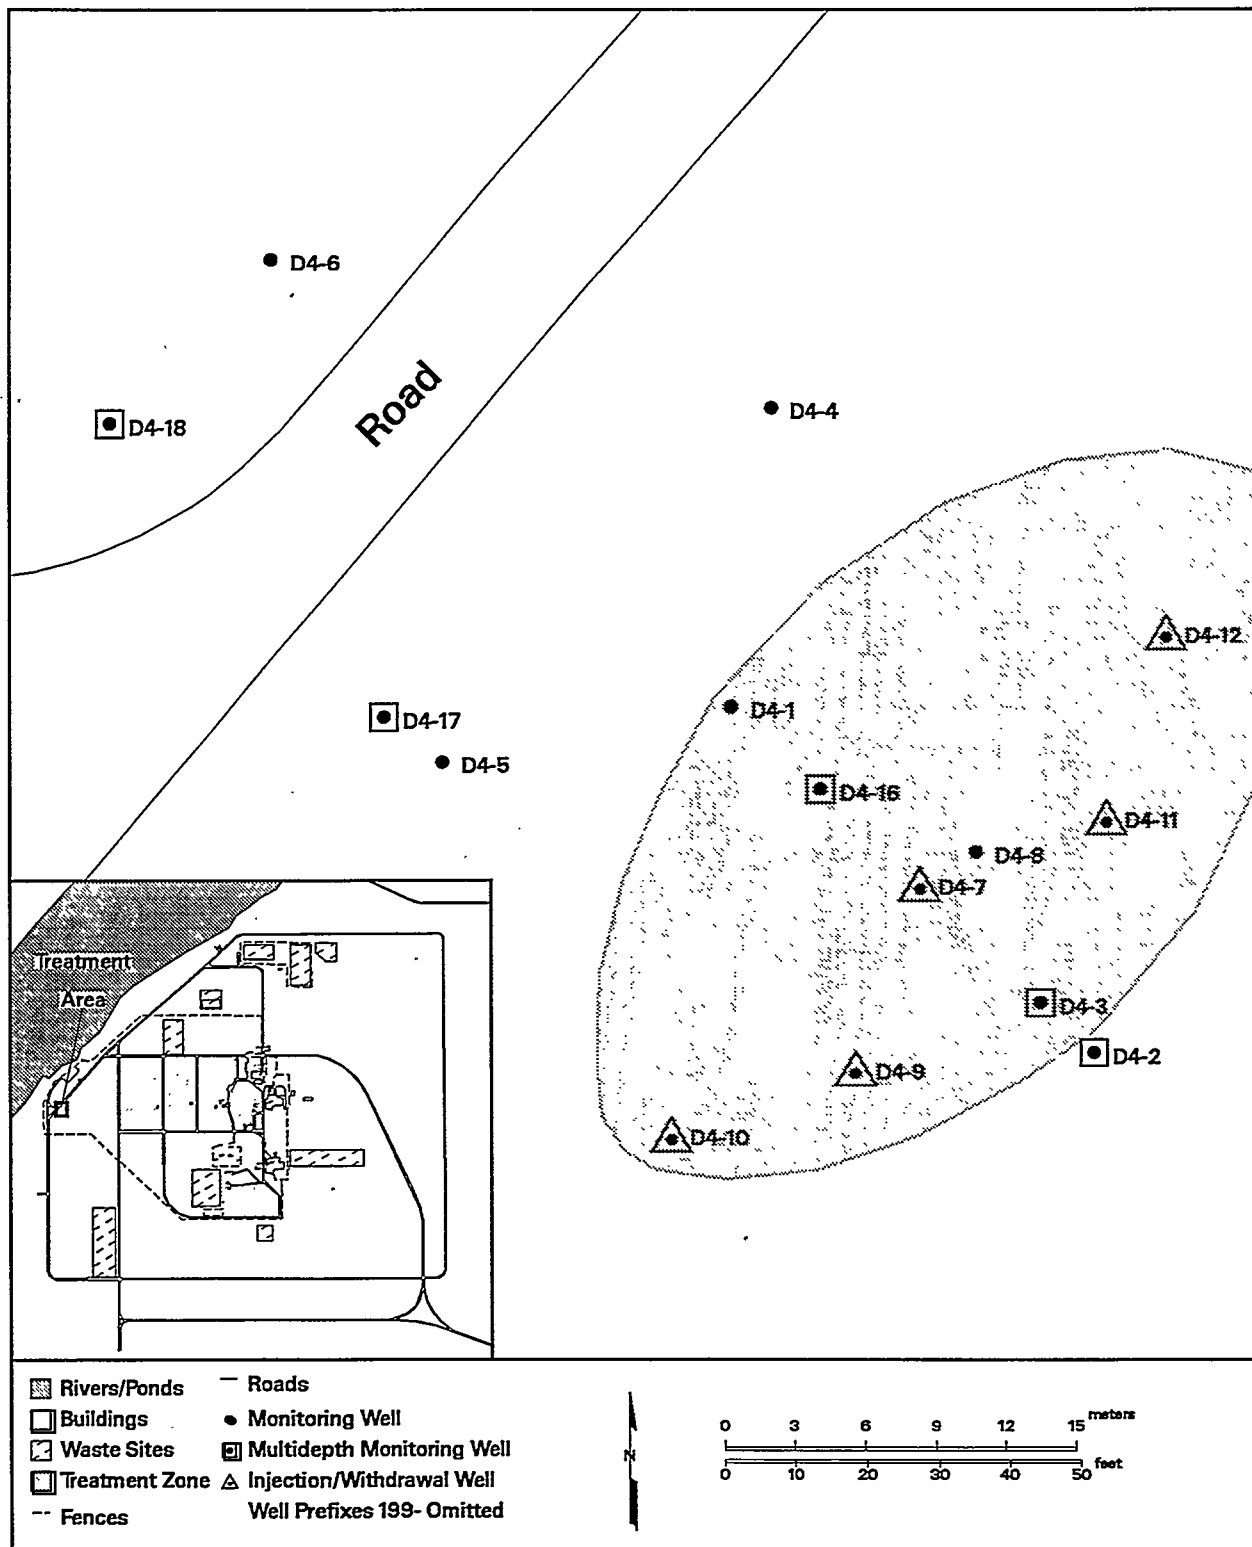 D4-6
Road
D4-4
D4-18
D4-12
D4-1
D4-17
D4-5
D4-16
D4-11
D4-8
D4-7
Treatment
Area
D4-3
D4-2
D4-9
D4-10
Rivers/Ponds
Buildings
Waste Sites
Treatment Zone
Fences
Roads
Monitoring Well
Multidepth Monitoring Well
Injection/Withdrawal Well
Well Prefixes 199- Omitted
N
0 3 6 9 12 15 meters
0 10 20 30 40 50 feet